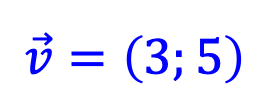 v⃗ = (3; 5)